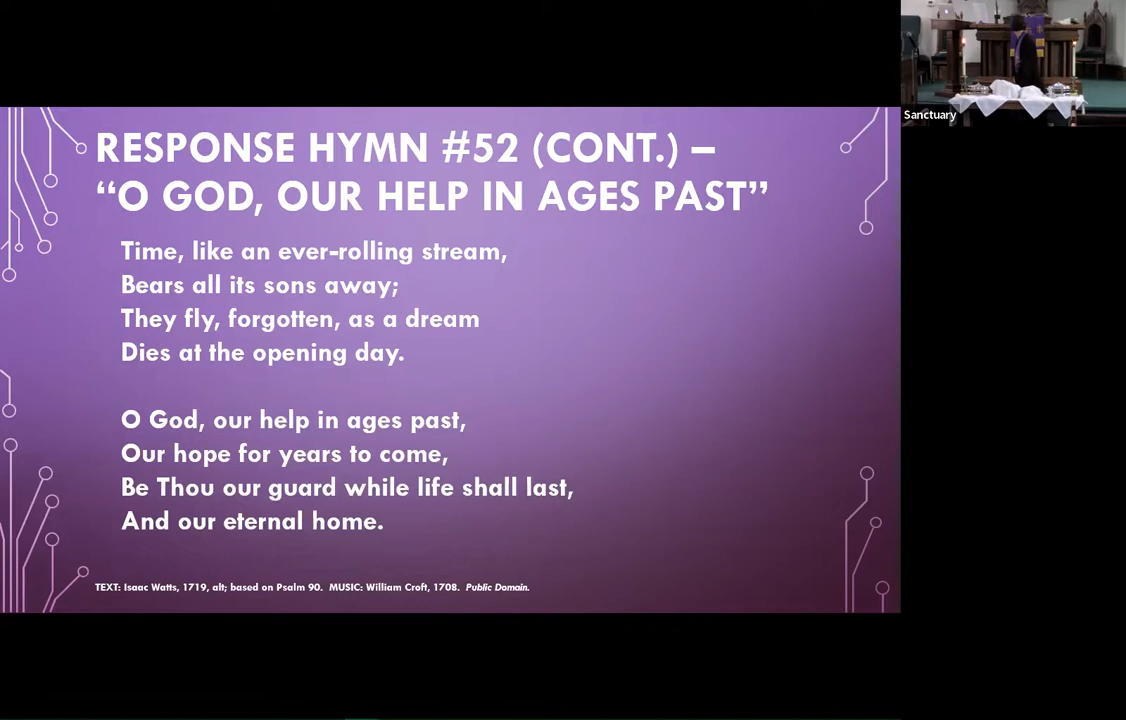 RESPONSE HYMN #52 (CONT.) –
“O GOD, OUR HELP IN AGES PAST”
Time, like an ever-rolling stream,
Bears all its sons away;
They fly, forgotten, as a dream
Dies at the opening day.
O God, our help in ages past,
Our hope for years to come,
Be Thou our guard while life shall last,
And our eternal home.
TEXT: Isaac Watts, 1719, alt; based on Psalm 90.  MUSIC: William Croft, 1708.  Public Domain.
Sanctuary